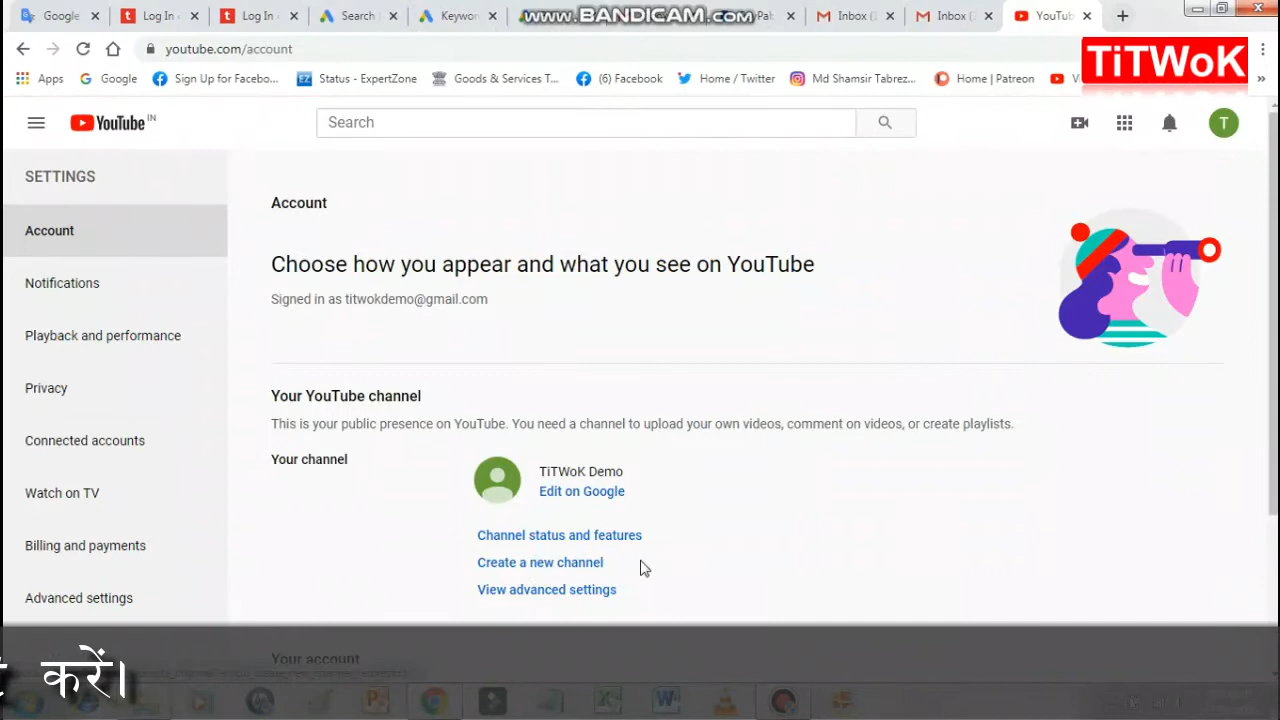 Google
Log In
Log In
Search
Keywor
www.BANDICAM.com
Pal
Inbox (
Inbox (
YouTub
youtube.com/account
TiTWoK
Apps
Google
Sign Up for Facebo...
Status - ExpertZone
Goods & Services T...
(6) Facebook
Home / Twitter
Md Shamsir Tabrez...
Home | Patreon
YouTube IN
Search
T
SETTINGS
Account
Notifications
Playback and performance
Privacy
Connected accounts
Watch on TV
Billing and payments
Advanced settings
Account
Choose how you appear and what you see on YouTube
Signed in as titwokdemo@gmail.com
Your YouTube channel
This is your public presence on YouTube. You need a channel to upload your own videos, comment on videos, or create playlists.
Your channel
TiTWoK Demo
Edit on Google
Channel status and features
Create a new channel
View advanced settings
Your account
करें।